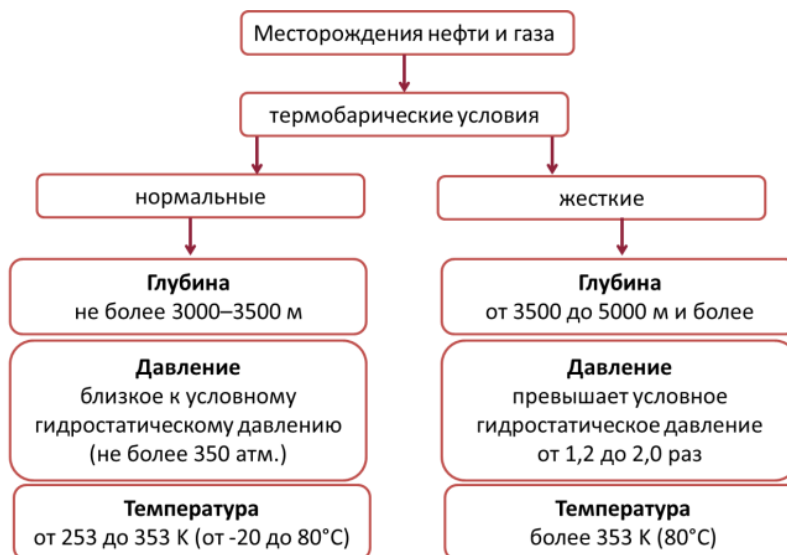 Месторождения нефти и газа
термобарические условия
нормальные
жесткие
Глубина
не более 3000–3500 м
Глубина
от 3500 до 5000 м и более
Давление
близкое к условному
гидростатическому давлению
(не более 350 атм.)
Давление
превышает условное
гидростатическое давление
от 1,2 до 2,0 раз
Температура
от 253 до 353 К (от -20 до 80°С)
Температура
более 353 К (80°С)